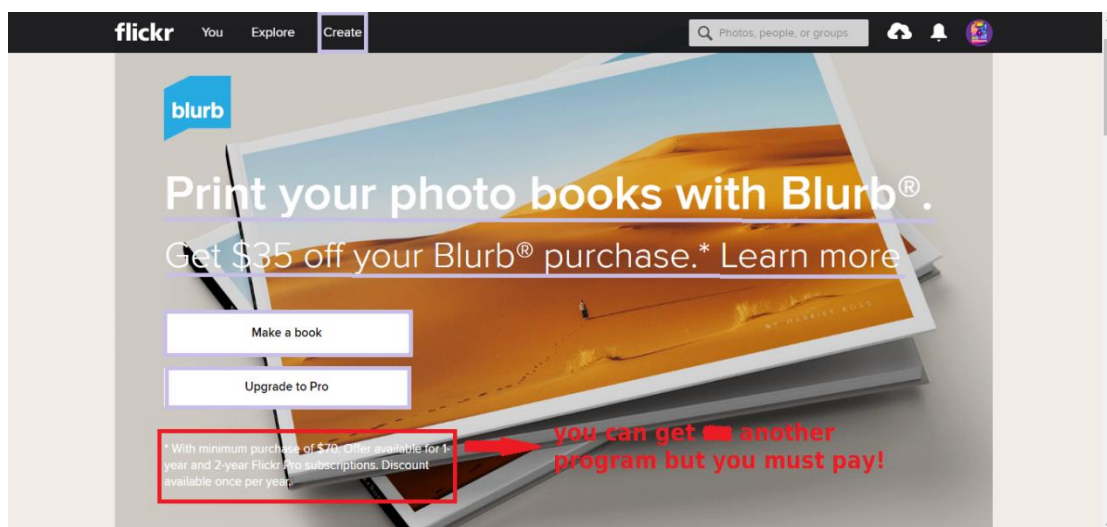 flickr You Explore Create Photos, people, or groups
blurb
Print your photo books with Blurb®.
Get $35 off your Blurb® purchase.* Learn more
BY HARRIET ROSS
Make a book
Upgrade to Pro
* With minimum purchase of $70. Offer available for 1-
year and 2-year Flickr Pro subscriptions. Discount
available once per year.
you can get another
program but you must pay!